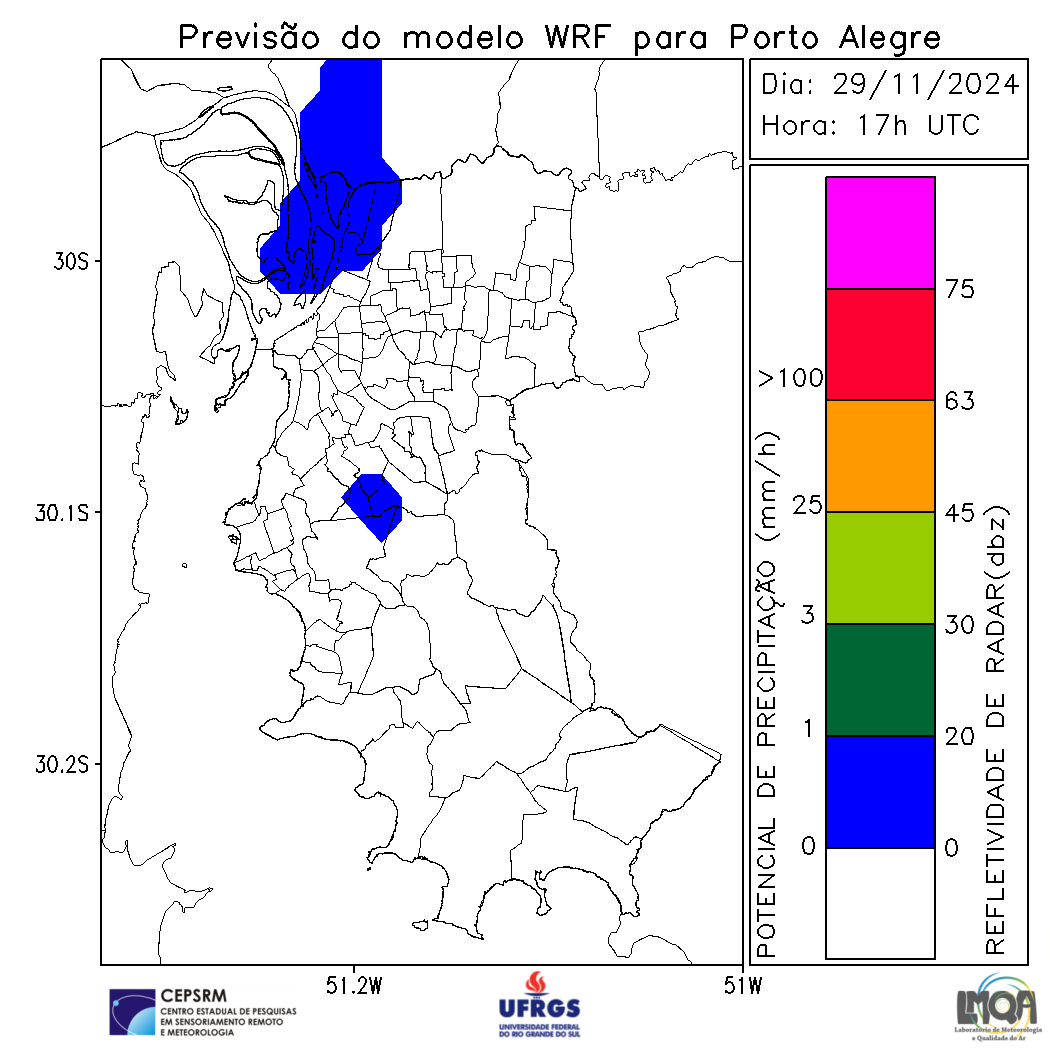 Previsão do modelo WRF para Porto Alegre
Dia: 29/11/2024
Hora: 17h UTC
30S
30.1S
30.2S
51.2W
51W
POTENCIAL DE PRECIPITAÇÃO (mm/h)
>100
25
3
1
0
75
63
45
30
20
0
REFLETIVIDADE DE RADAR(dbz)
CEPSRM
CENTRO ESTADUAL DE PESQUISAS
EM SENSORIAMENTO REMOTO
E METEOROLOGIA
UFRGS
UNIVERSIDADE FEDERAL
DO RIO GRANDE DO SUL
LMQA
Laboratório de Meteorologia
e Qualidade do Ar